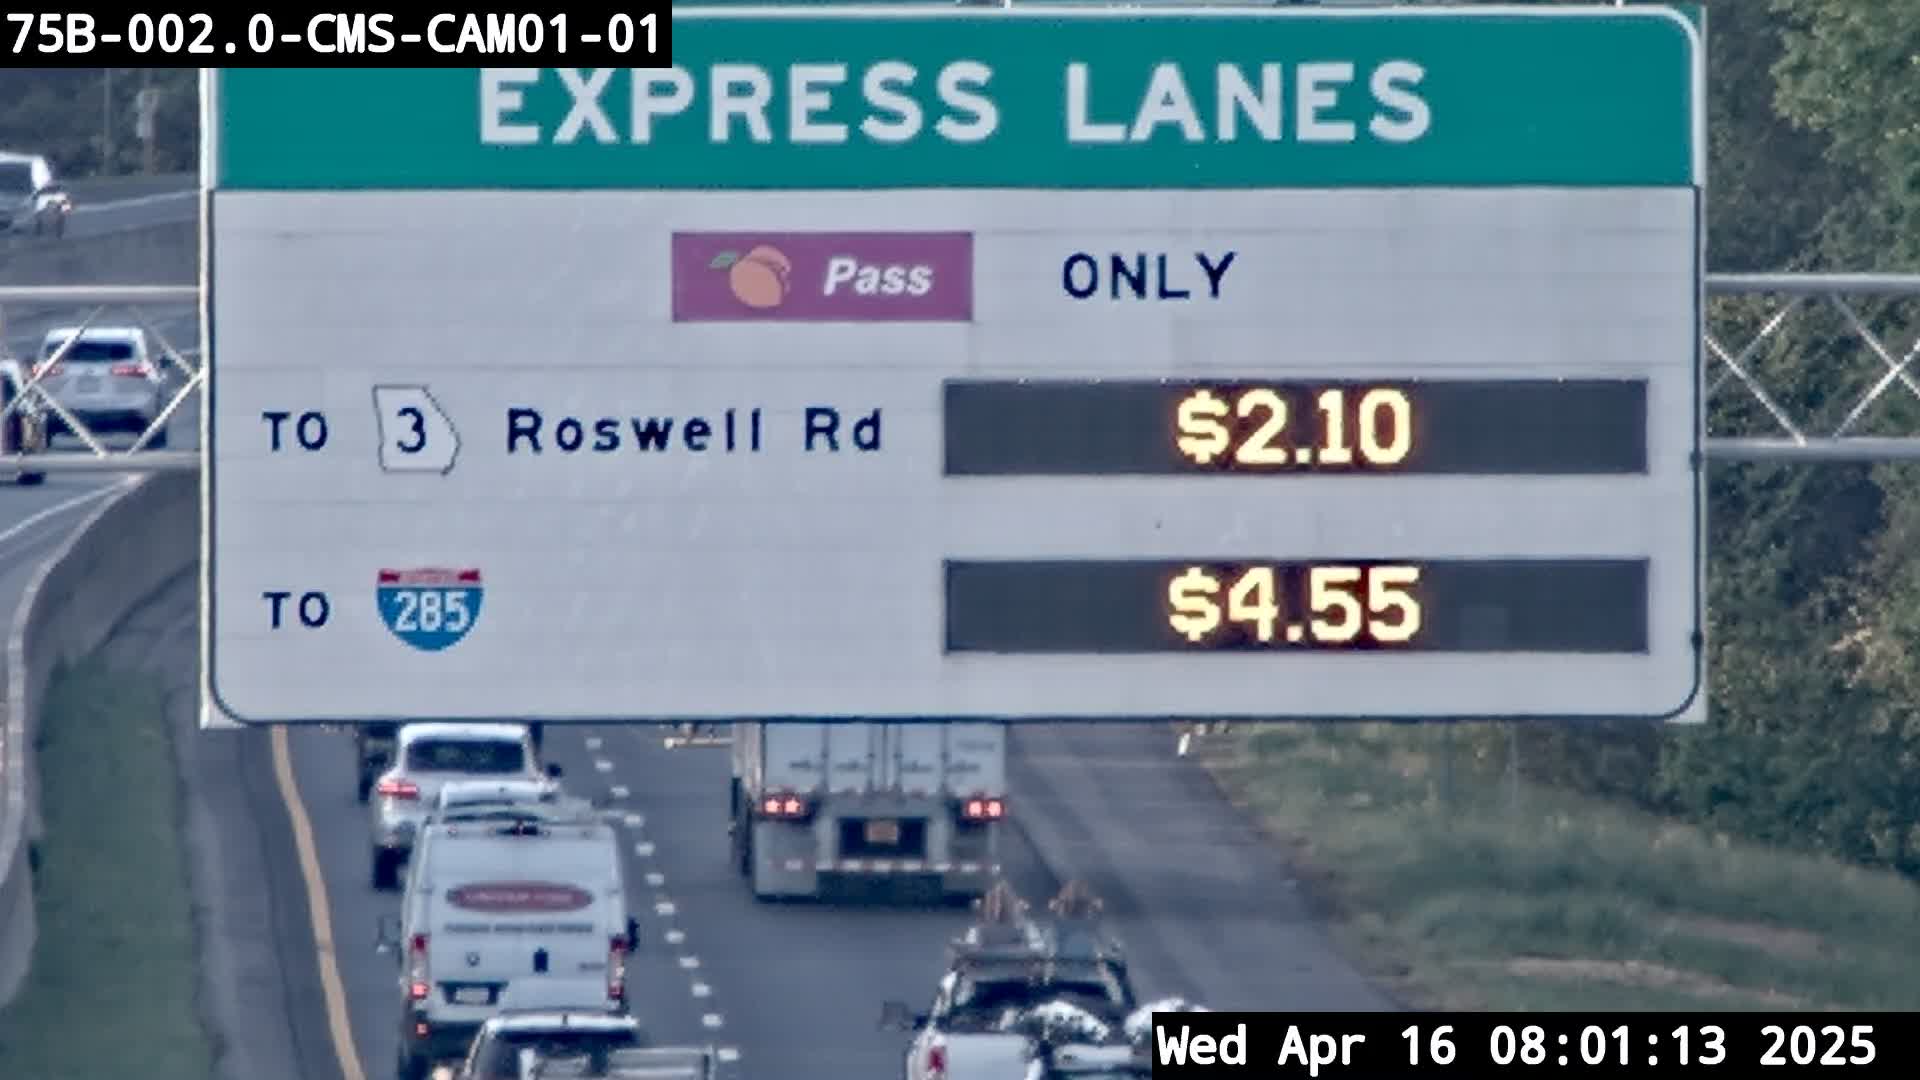 75B-002.0-CMS-CAM01-01
EXPRESS LANES
Pass ONLY
TO 3 Roswell Rd $2.10
TO 285 $4.55
Wed Apr 16 08:01:13 2025